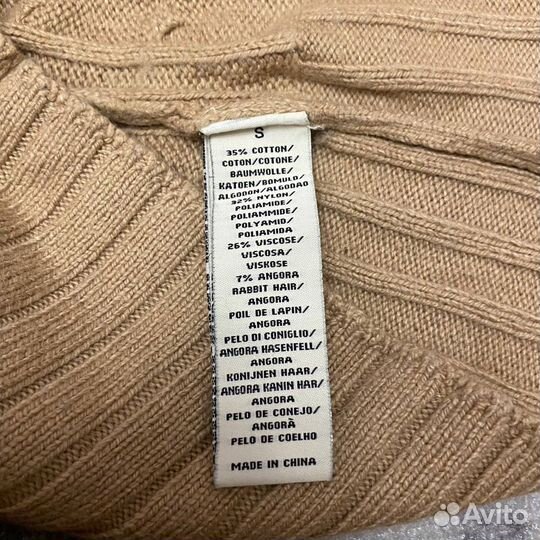 S
35% COTTON/
COTON/COTONE/
BAUMWOLLE/
KATOEN/BOMULD/
ALGODON/ALGODAO
32% NYLON/
POLIAMIDE/
POLIAMMIDE/
POLYAMID/
POLIAMIDA
26% VISCOSE/
VISCOSA/
VISKOSE
7% ANGORA
RABBIT HAIR/
ANGORA
POIL DE LAPIN/
ANGORA
PELO DI CONIGLIO/
ANGORA HASENFELL/
ANGORA
KONIJNEN HAAR/
ANGORA KANIN HAR/
ANGORA
PELO DE CONEJO/
ANGORÀ
PELO DE COELHO
MADE IN CHINA
Avito